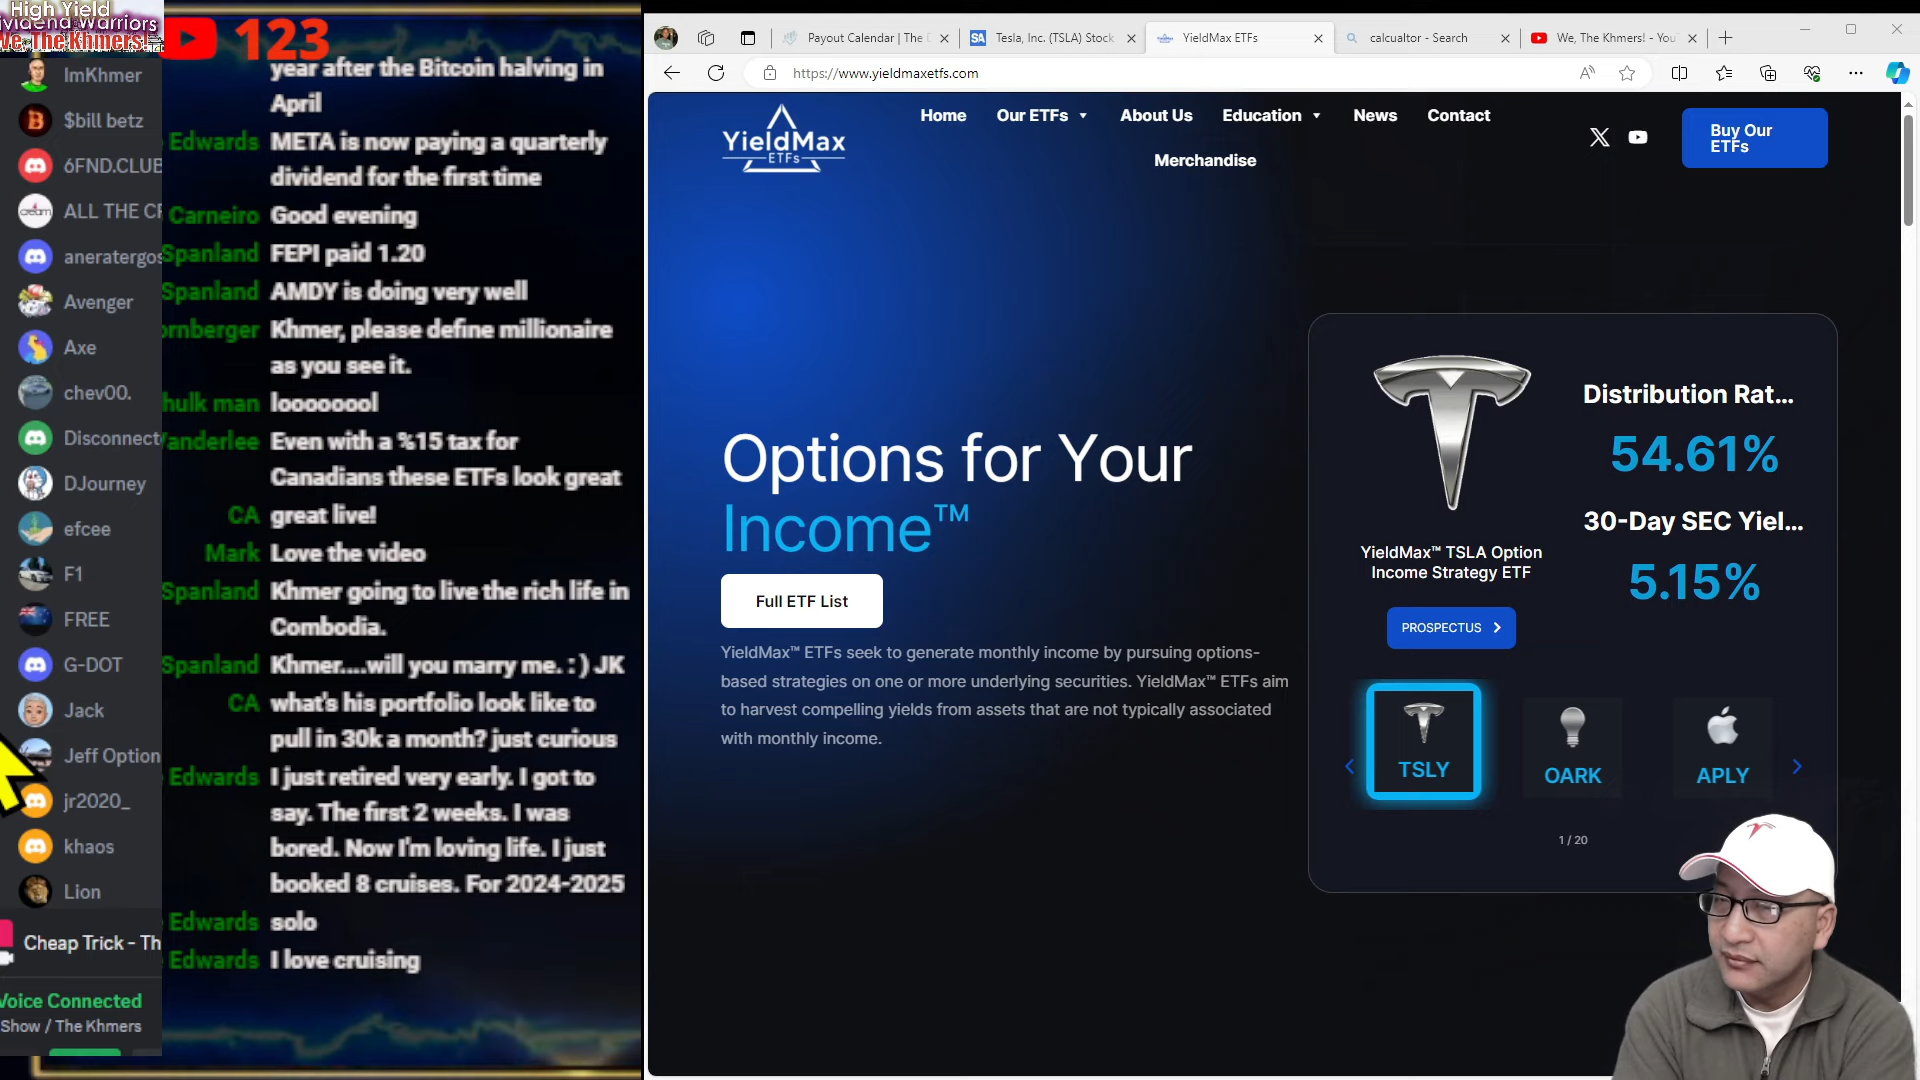 High Yield
Dividend Warriors
We, The Khmers!
123
ImKhmer
$bill betz
6FND.CLUB
ALL THE
aneratergos
Avenger
Axe
chev00.
Disconnect
DJourney
efcee
F1
FREE
G-DOT
Jack
Jeff Option
jr2020_
khaos
Lion
Cheap Trick - Th
Voice Connected
Show / The Khmers
year after the Bitcoin halving in
April
Edwards META is now paying a quarterly
dividend for the first time
Carneiro Good evening
Spanland FEPI paid 1.20
Spanland AMDY is doing very well
ornberger Khmer, please define millionaire
as you see it.
hulk man looooooool
Vanderlee Even with a %15 tax for
Canadians these ETFs look great
CA great live!
Mark Love the video
Spanland Khmer going to live the rich life in
Combodia.
Spanland Khmer....will you marry me. : ) JK
CA what's his portfolio look like to
pull in 30k a month? just curious
Edwards I just retired very early. I got to
say. The first 2 weeks. I was
bored. Now I'm loving life. I just
booked 8 cruises. For 2024-2025
Edwards solo
Edwards I love cruising
Payout Calendar | The
SA Tesla, Inc. (TSLA) Stock
YieldMax ETFs
calcualtor - Search
We, The Khmers! - You
https://www.yieldmaxetfs.com
YieldMax
ETFs
Home Our ETFs About Us Education News Contact
Merchandise
Buy Our
ETFs
Options for Your
Income™
Full ETF List
YieldMax™ ETFs seek to generate monthly income by pursuing options-
based strategies on one or more underlying securities. YieldMax™ ETFs aim
to harvest compelling yields from assets that are not typically associated
with monthly income.
Distribution Rat...
54.61%
30-Day SEC Yiel...
5.15%
YieldMax™ TSLA Option
Income Strategy ETF
PROSPECTUS
TSLY
OARK
APLY
1 / 20